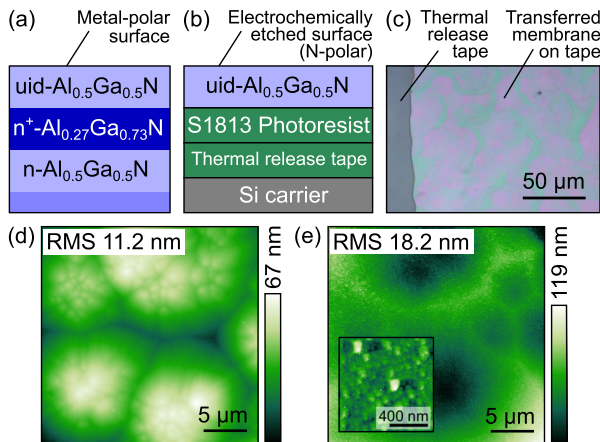 (a) Metal-polar
surface
uid-Al₀.₅Ga₀.₅N
n⁺-Al₀.₂₇Ga₀.₇₃N
n-Al₀.₅Ga₀.₅N
(b) Electrochemically
etched surface
(N-polar)
uid-Al₀.₅Ga₀.₅N
S1813 Photoresist
Thermal release tape
Si carrier
(c) Thermal
release
tape
Transferred
membrane
on tape
50 µm
(d)
RMS 11.2 nm
67 nm
5 µm
(e)
RMS 18.2 nm
119 nm
400 nm
5 µm